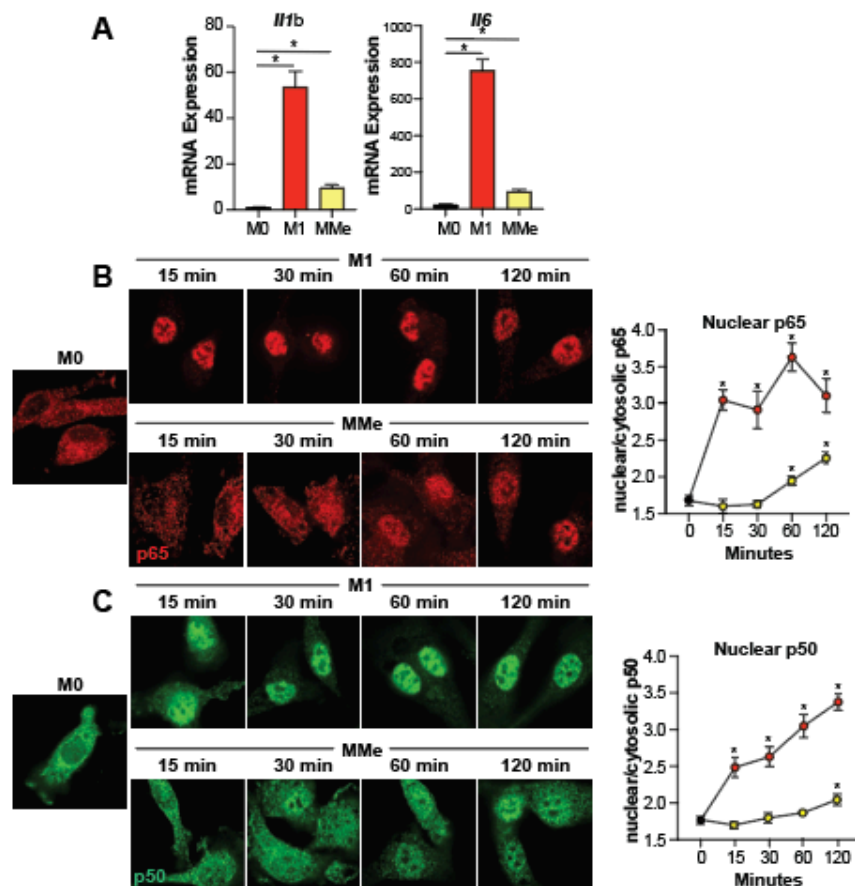 A
Il1b
Il6
*
*
*
*
80
60
40
20
0
mRNA Expression
M0 M1 MMe
1000
800
600
400
200
0
mRNA Expression
M0 M1 MMe
B
M1
15 min 30 min 60 min 120 min
M0
MMe
15 min 30 min 60 min 120 min
p65
Nuclear p65
nuclear/cytosolic p65
4.0
3.5
3.0
2.5
2.0
1.5
* * * *
* *
0 15 30 60 120
Minutes
C
M1
15 min 30 min 60 min 120 min
M0
MMe
15 min 30 min 60 min 120 min
p50
Nuclear p50
nuclear/cytosolic p50
4.0
3.5
3.0
2.5
2.0
1.5
* * * *
*
0 15 30 60 120
Minutes